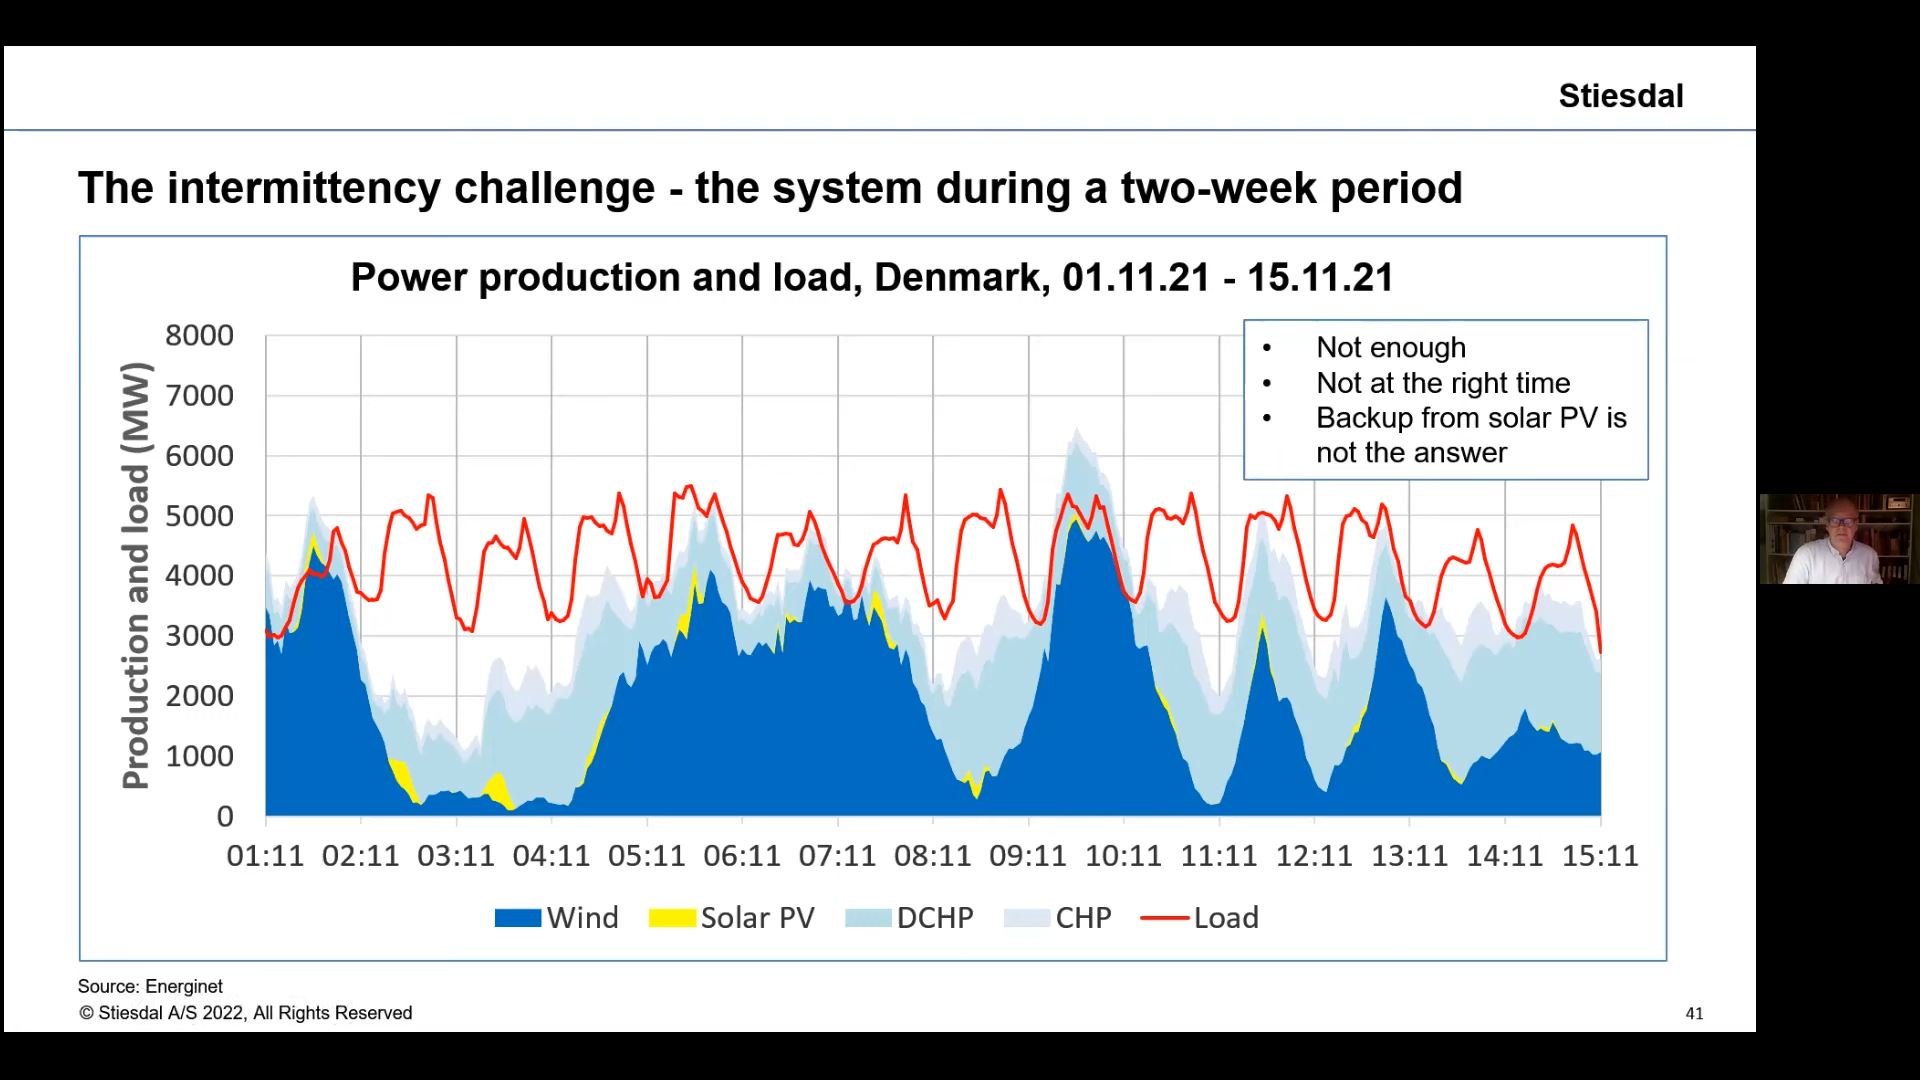 Stiesdal
The intermittency challenge - the system during a two-week period
Power production and load, Denmark, 01.11.21 - 15.11.21
• Not enough
• Not at the right time
• Backup from solar PV is
not the answer
Production and load (MW)
8000
7000
6000
5000
4000
3000
2000
1000
0
01:11 02:11 03:11 04:11 05:11 06:11 07:11 08:11 09:11 10:11 11:11 12:11 13:11 14:11 15:11
Wind Solar PV DCHP CHP Load
Source: Energinet
© Stiesdal A/S 2022, All Rights Reserved
41